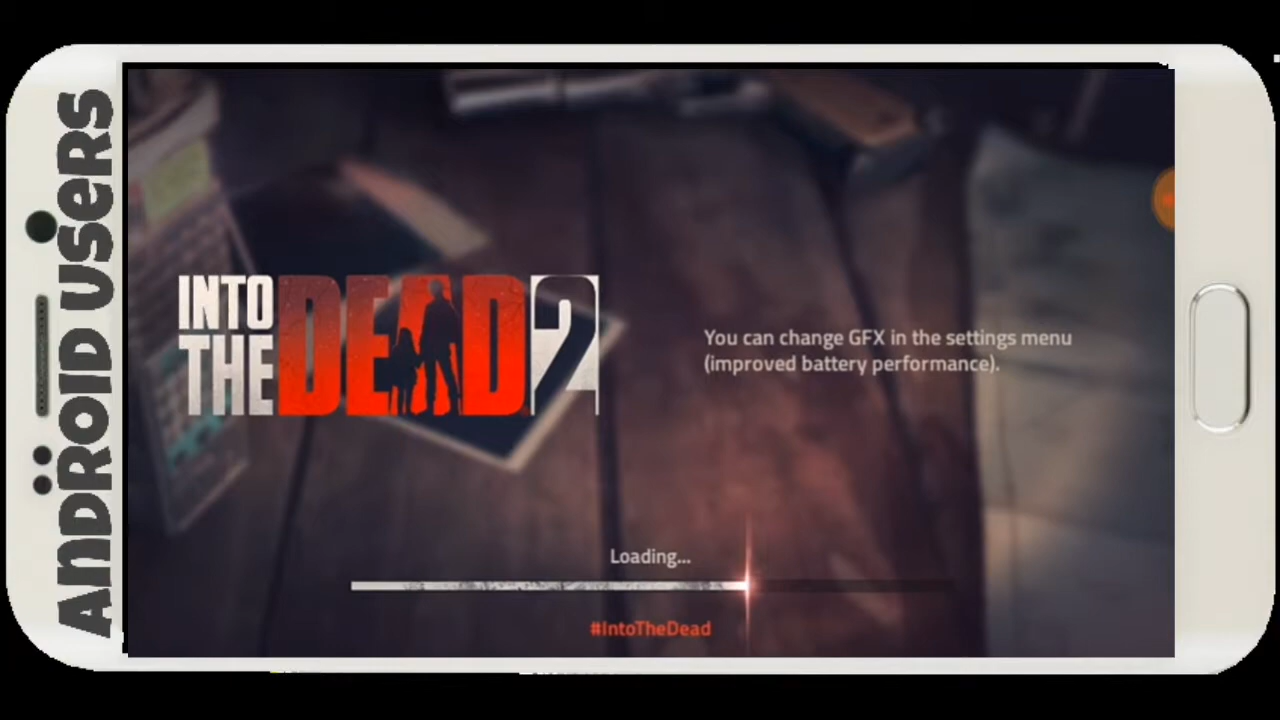 ANDROID USERS
INTO
THE
DEAD
2
You can change GFX in the settings menu
(improved battery performance).
Loading...
#IntoTheDead